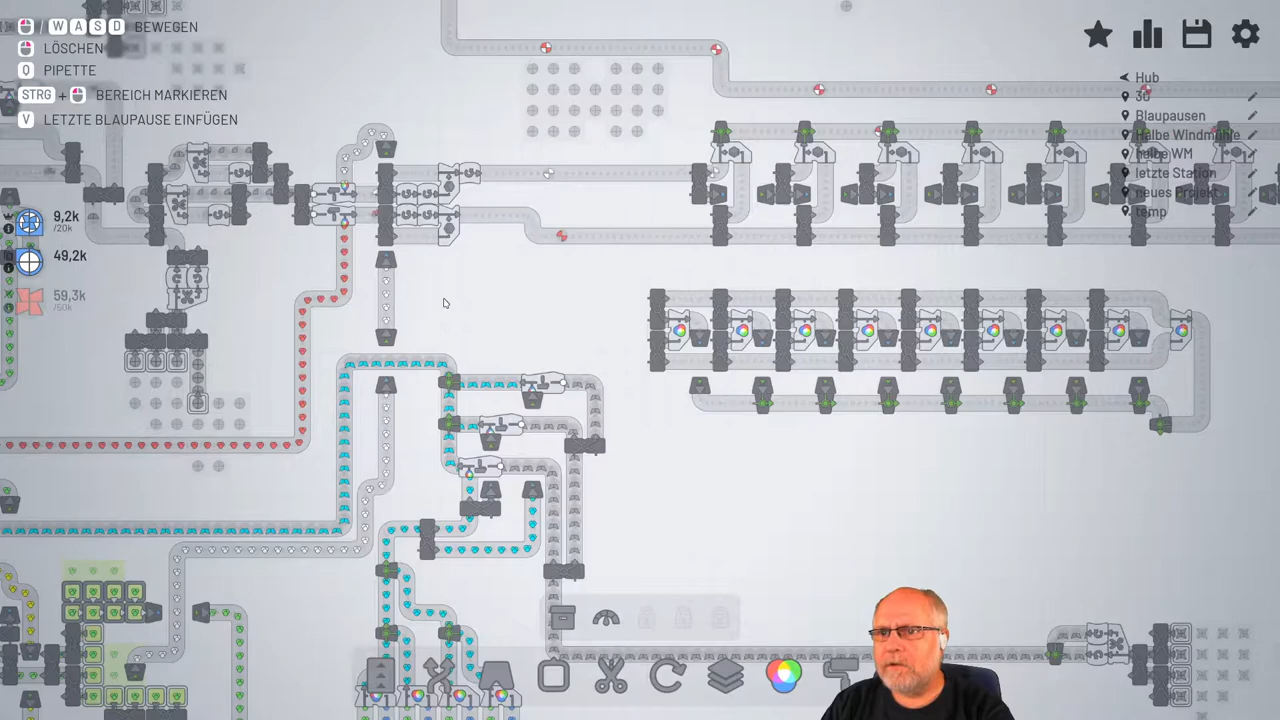 / W A S D BEWEGEN
LÖSCHEN
Q PIPETTE
STRG + BEREICH MARKIEREN
V LETZTE BLAUPAUSE EINFÜGEN
Hub
30
Blaupausen
Halbe Windmühle
halbe WM
letzte Station
neues Projekt
temp
9,2k
/20k
49,2k
59,3k
/50k